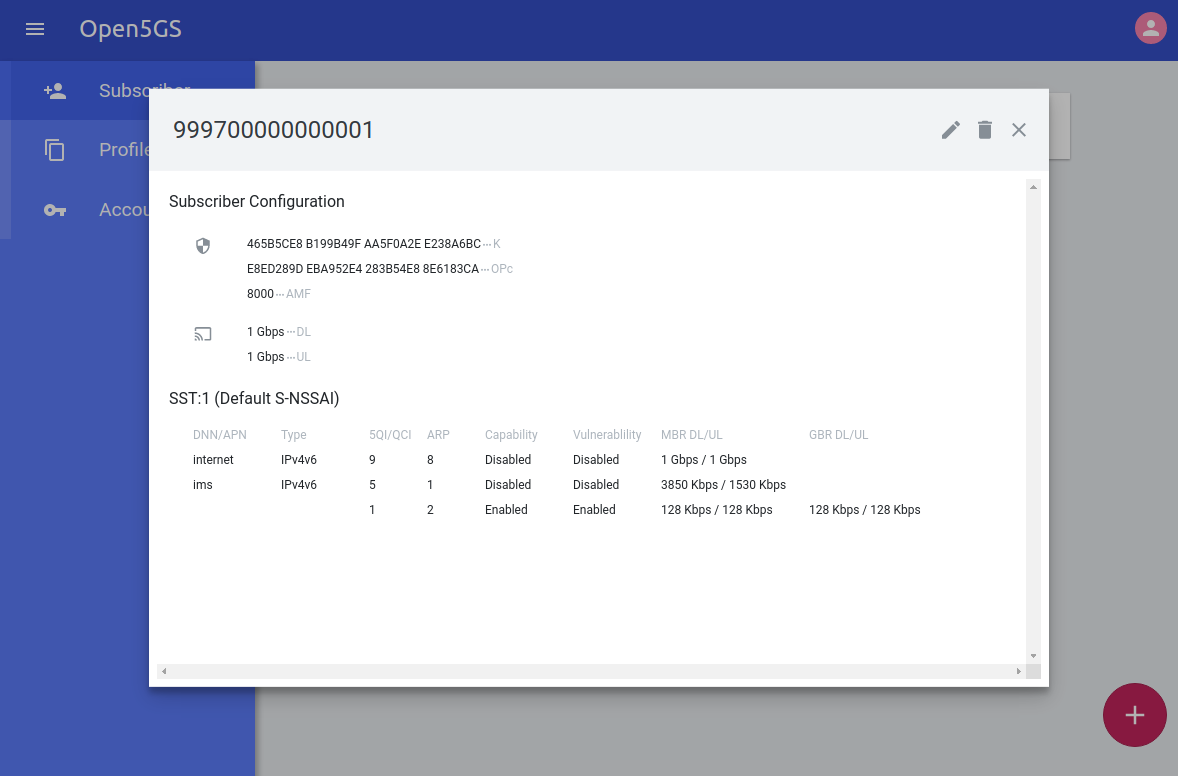 Open5GS
Subscriber
Profile
Accou
999700000000001
Subscriber Configuration
465B5CE8 B199B49F AA5F0A2E E238A6BC···K
E8ED289D EBA952E4 283B54E8 8E6183CA···OPc
8000···AMF
1 Gbps···DL
1 Gbps···UL
SST:1 (Default S-NSSAI)
DNN/APN Type 5QI/QCI ARP Capability Vulnerablility MBR DL/UL GBR DL/UL
internet IPv4v6 9 8 Disabled Disabled 1 Gbps / 1 Gbps
ims IPv4v6 5 1 Disabled Disabled 3850 Kbps / 1530 Kbps
1 2 Enabled Enabled 128 Kbps / 128 Kbps 128 Kbps / 128 Kbps